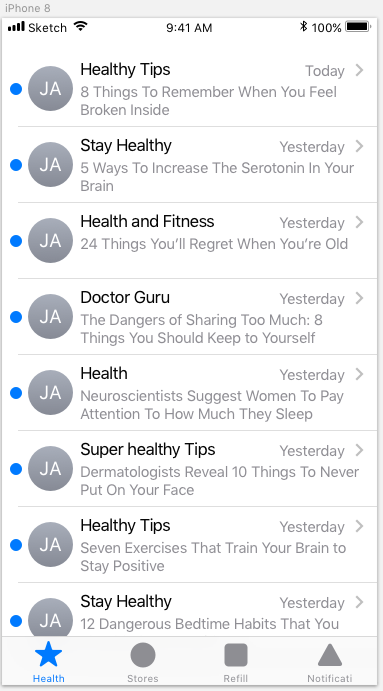 iPhone 8
Sketch 9:41 AM 100%
Healthy Tips Today
JA
8 Things To Remember When You Feel
Broken Inside
Stay Healthy Yesterday
JA
5 Ways To Increase The Serotonin In Your
Brain
Health and Fitness Yesterday
JA
24 Things You’ll Regret When You’re Old
Doctor Guru Yesterday
JA
The Dangers of Sharing Too Much: 8
Things You Should Keep to Yourself
Health Yesterday
JA
Neuroscientists Suggest Women To Pay
Attention To How Much They Sleep
Super healthy Tips Yesterday
JA
Dermatologists Reveal 10 Things To Never
Put On Your Face
Healthy Tips Yesterday
JA
Seven Exercises That Train Your Brain to
Stay Positive
Stay Healthy Yesterday
JA
12 Dangerous Bedtime Habits That You
Health Stores Refill Notificati